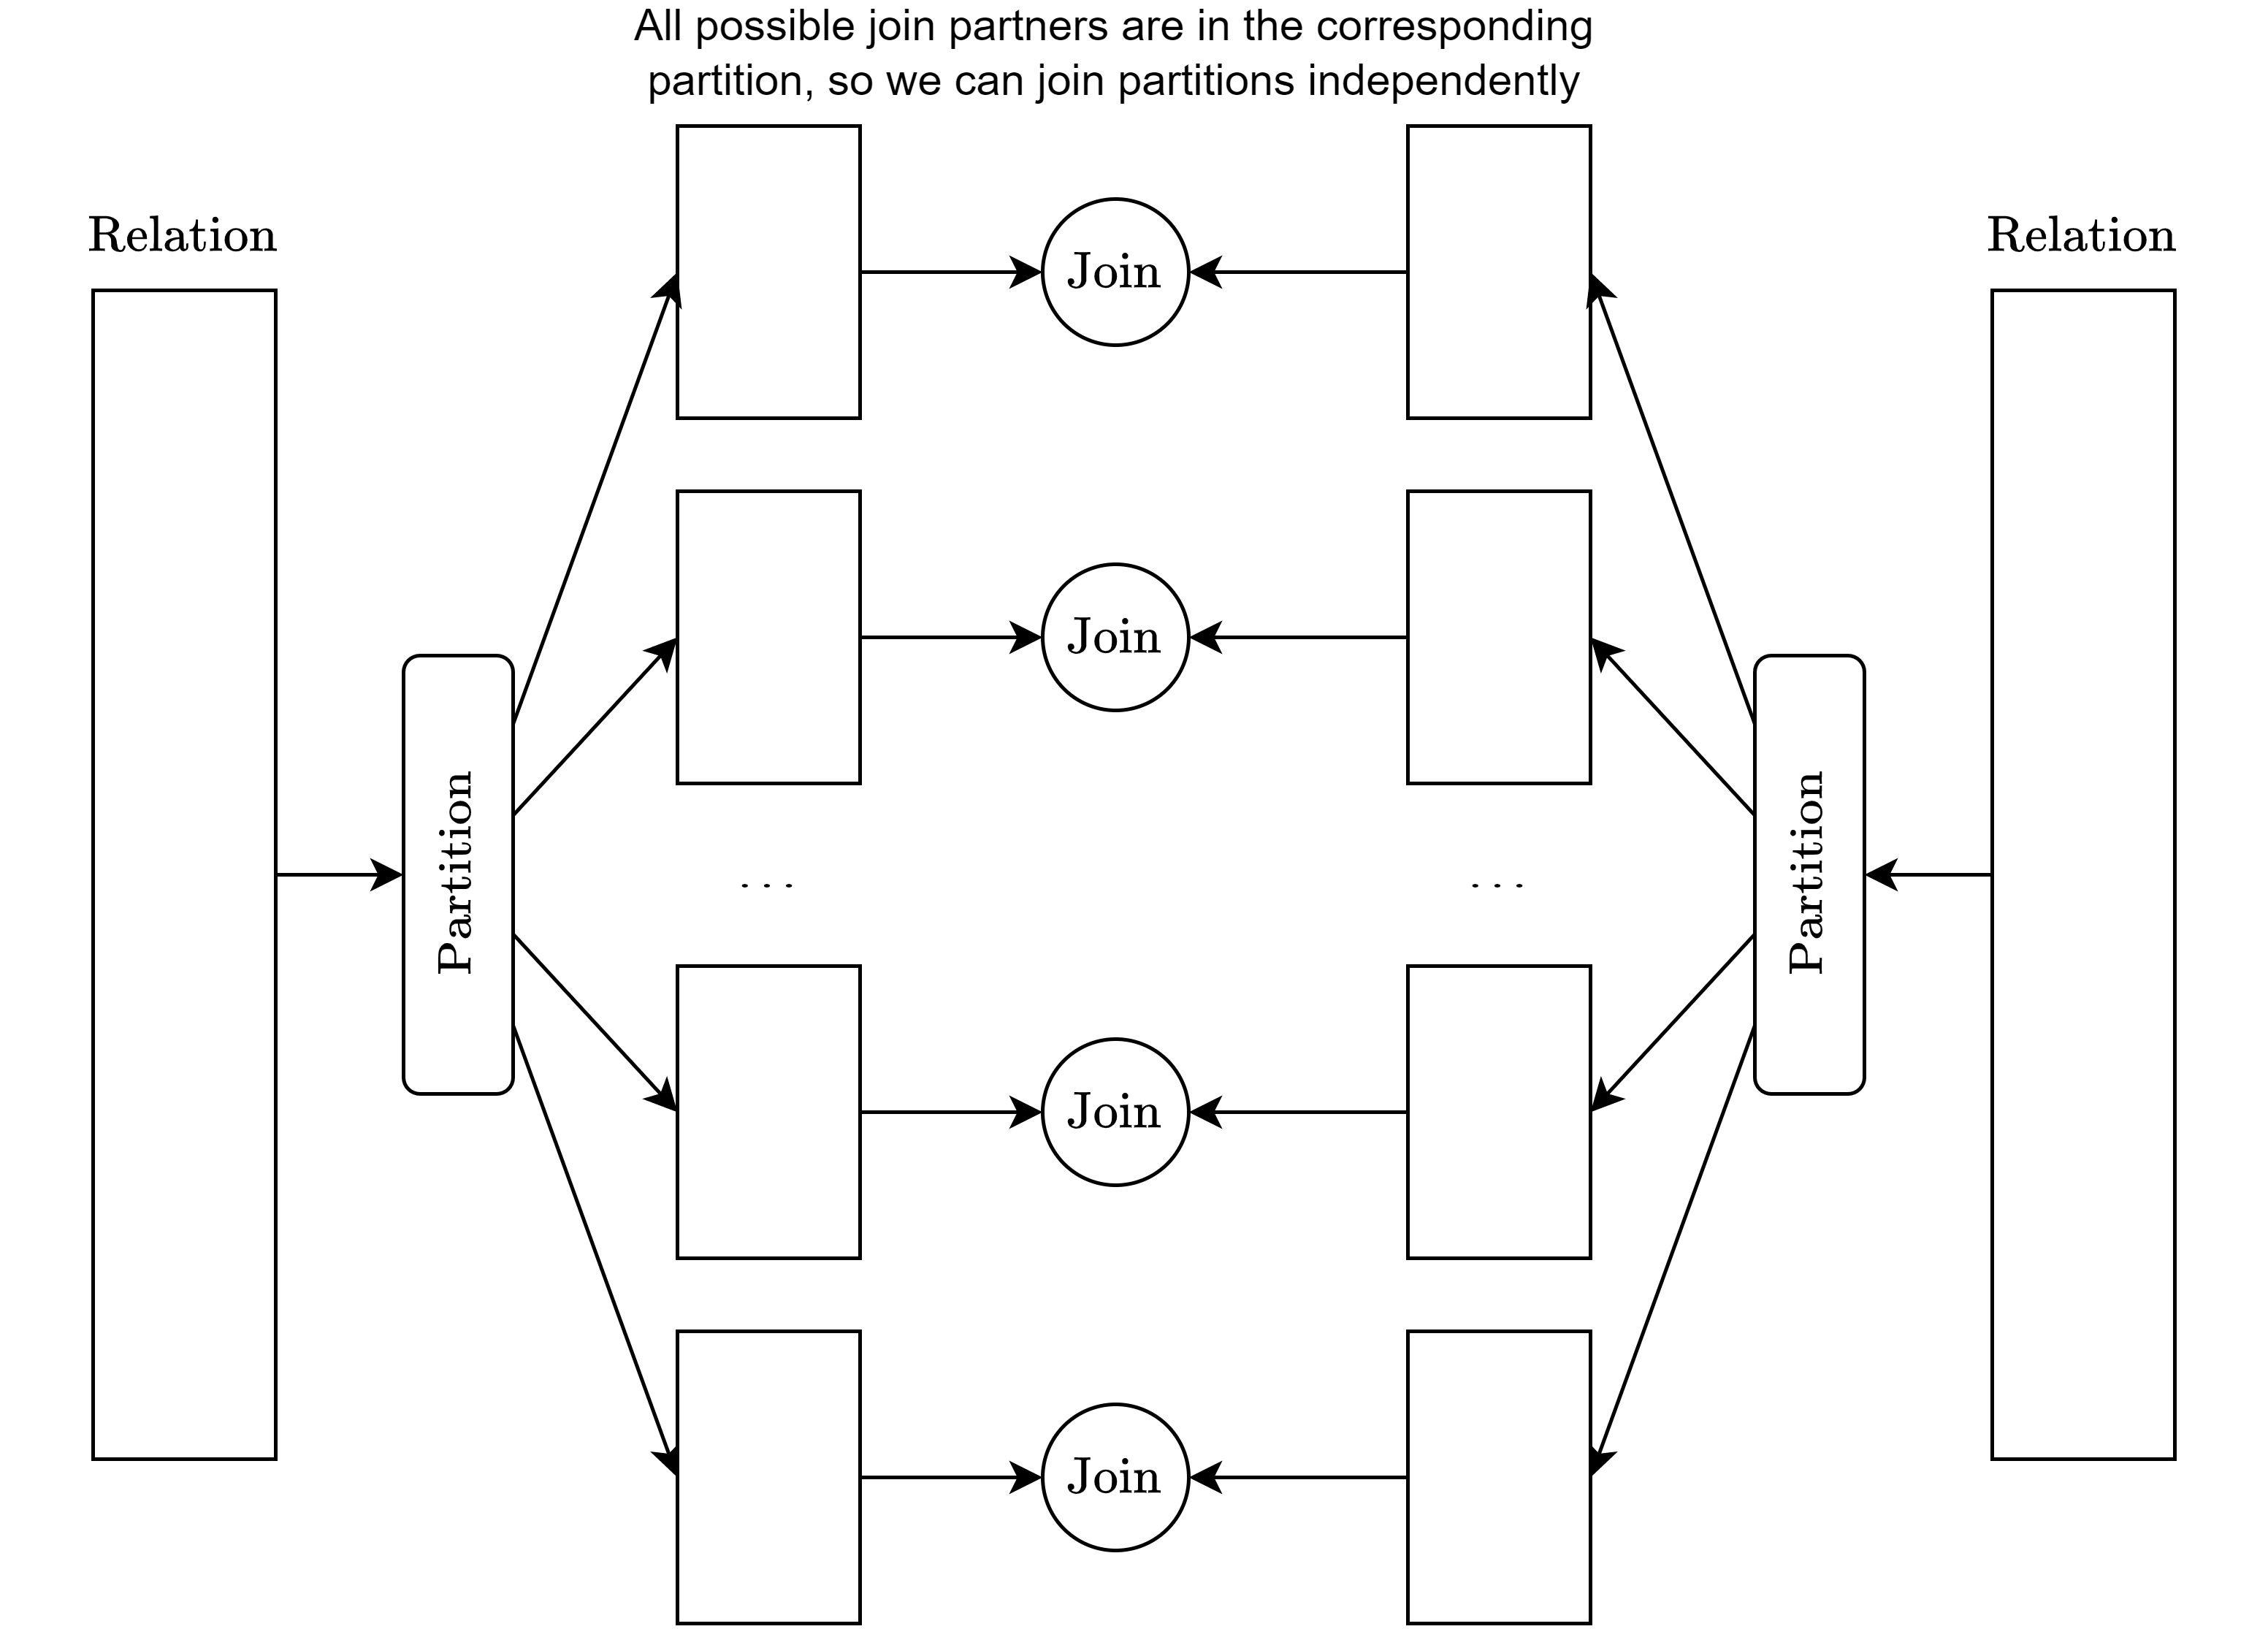 All possible join partners are in the corresponding
partition, so we can join partitions independently
Relation
Relation
Join
Join
Partition
Partition
. . .
. . .
Join
Join